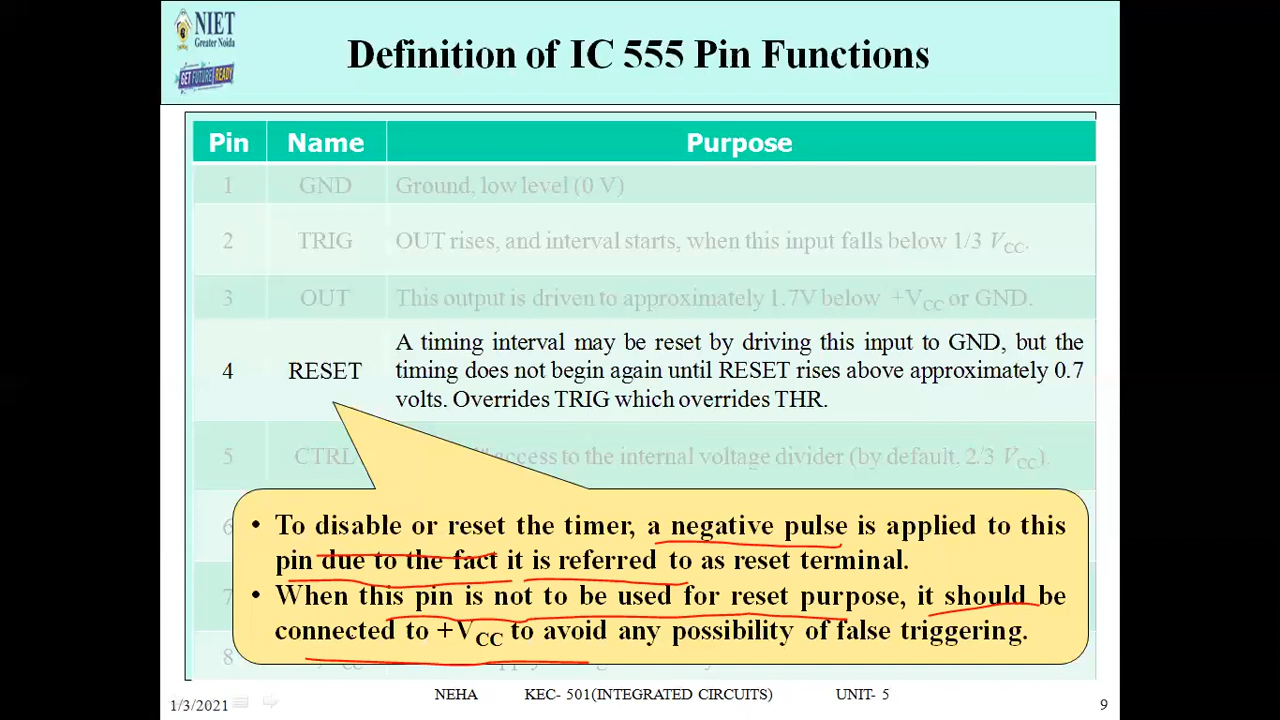 NIET
Greater Noida
GET FUTURE READY
Definition of IC 555 Pin Functions
Pin Name Purpose
1 GND Ground, low level (0 V)
2 TRIG OUT rises, and interval starts, when this input falls below 1/3 VCC.
3 OUT This output is driven to approximately 1.7V below +VCC or GND.
A timing interval may be reset by driving this input to GND, but the
4 RESET timing does not begin again until RESET rises above approximately 0.7
volts. Overrides TRIG which overrides THR.
5 CTRL access to the internal voltage divider (by default, 2/3 VCC).
• To disable or reset the timer, a negative pulse is applied to this
pin due to the fact it is referred to as reset terminal.
• When this pin is not to be used for reset purpose, it should be
connected to +VCC to avoid any possibility of false triggering.
6
7
8
1/3/2021 NEHA KEC- 501(INTEGRATED CIRCUITS) UNIT- 5 9